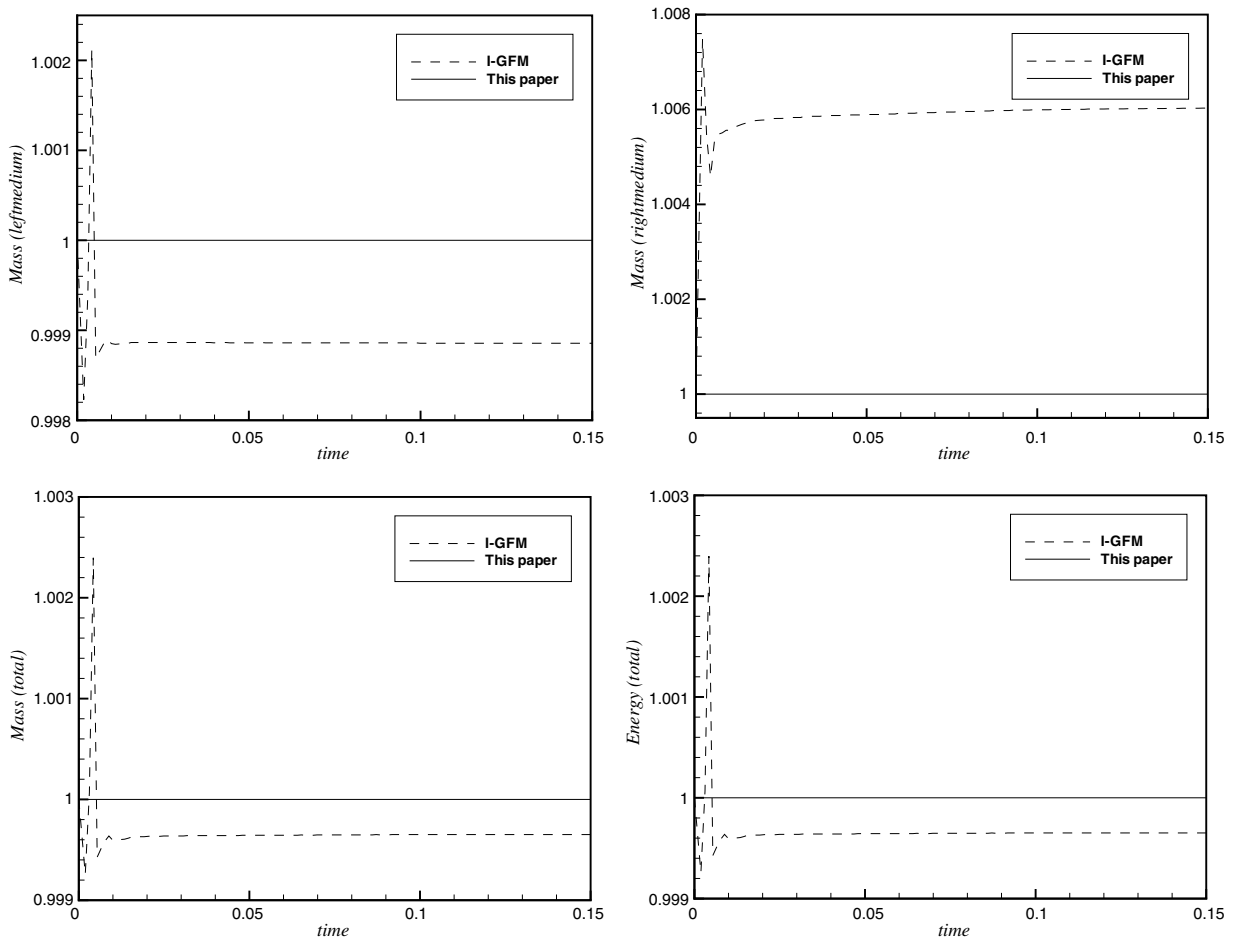 1.002
1.001
1
0.999
0.998
Mass (leftmedium)
I-GFM
This paper
0
0.05
0.1
0.15
time
1.008
1.006
1.004
1.002
1
Mass (rightmedium)
I-GFM
This paper
0
0.05
0.1
0.15
time
1.003
1.002
1.001
1
0.999
Mass (total)
I-GFM
This paper
0
0.05
0.1
0.15
time
1.003
1.002
1.001
1
0.999
Energy (total)
I-GFM
This paper
0
0.05
0.1
0.15
time